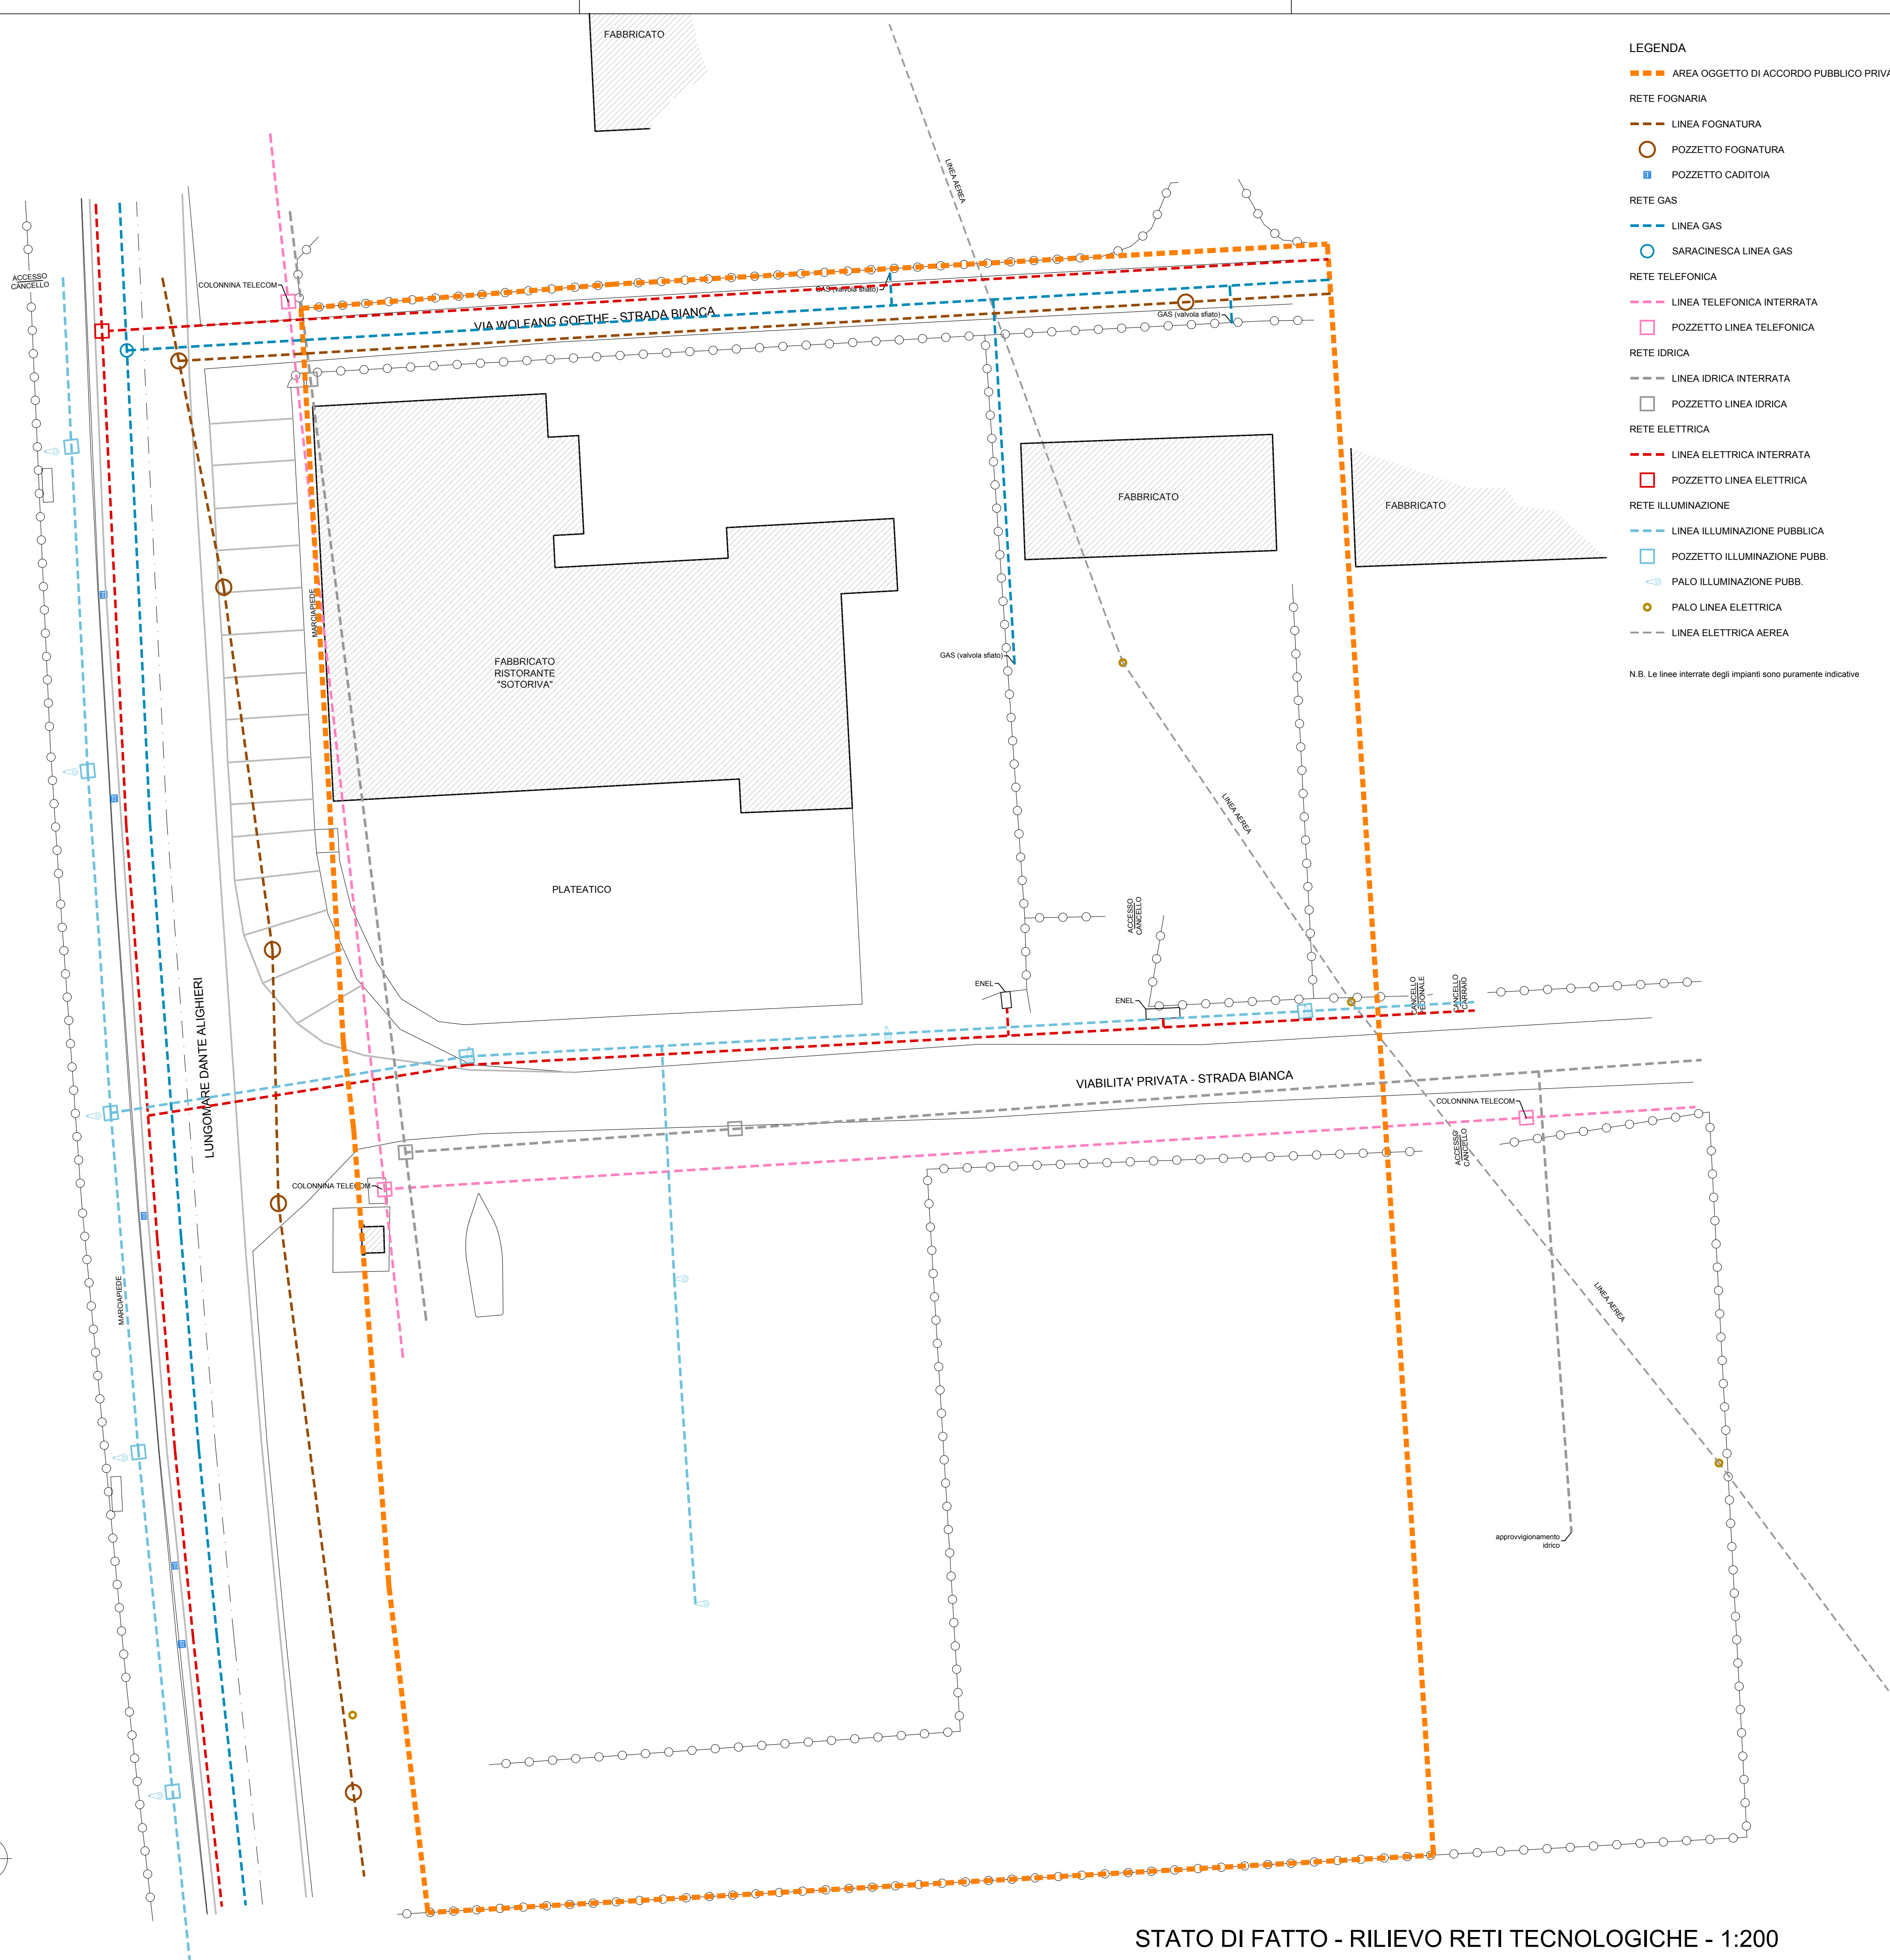 FABBRICATO
LEGENDA
AREA OGGETTO DI ACCORDO PUBBLICO PRIVA
RETE FOGNARIA
LINEA FOGNATURA
POZZETTO FOGNATURA
POZZETTO CADITOIA
RETE GAS
LINEA GAS
SARACINESCA LINEA GAS
RETE TELEFONICA
LINEA TELEFONICA INTERRATA
POZZETTO LINEA TELEFONICA
RETE IDRICA
LINEA IDRICA INTERRATA
POZZETTO LINEA IDRICA
RETE ELETTRICA
LINEA ELETTRICA INTERRATA
POZZETTO LINEA ELETTRICA
RETE ILLUMINAZIONE
LINEA ILLUMINAZIONE PUBBLICA
POZZETTO ILLUMINAZIONE PUBB.
PALO ILLUMINAZIONE PUBB.
PALO LINEA ELETTRICA
LINEA ELETTRICA AEREA
N.B. Le linee interrate degli impianti sono puramente indicative
LINEA AEREA
ACCESSO
CANCELLO
COLONNINA TELECOM
GAS (valvola sfiato)
VIA WOLFANG GOETHE - STRADA BIANCA
GAS (valvola sfiato)
FABBRICATO
FABBRICATO
MARCIAPIEDE
FABBRICATO
RISTORANTE
"SOTORIVA"
GAS (valvola sfiato)
LINEA AEREA
PLATEATICO
ACCESSO
CANCELLO
ENEL
ENEL
CANCELLO
PEDONALE
CANCELLO
CARRAIO
LUNGOMARE DANTE ALIGHIERI
VIABILITA' PRIVATA - STRADA BIANCA
COLONNINA TELECOM
ACCESSO
CANCELLO
COLONNINA TELECOM
MARCIAPIEDE
LINEA AEREA
approvvigionamento
idrico
STATO DI FATTO - RILIEVO RETI TECNOLOGICHE - 1:200